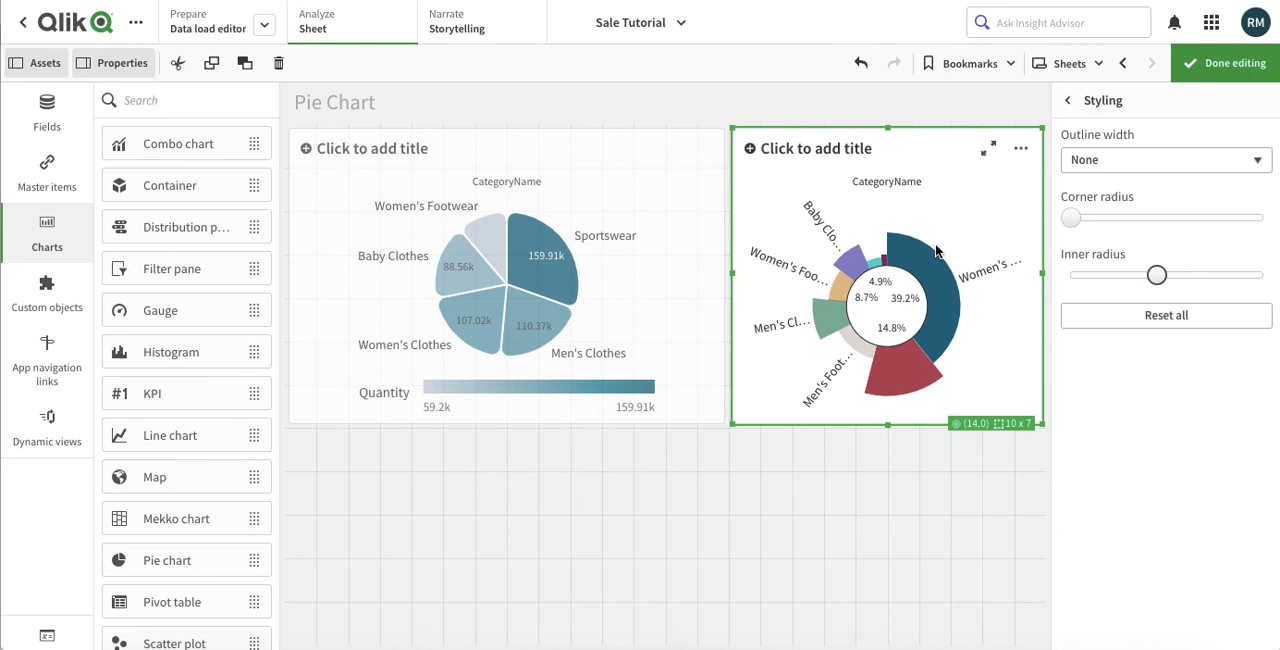 Qlik
Prepare
Data load editor
Analyze
Sheet
Narrate
Storytelling
Sale Tutorial
Ask Insight Advisor
RM
Assets
Properties
Bookmarks
Sheets
Done editing
Fields
Master items
Charts
Custom objects
App navigation
links
Dynamic views
Search
Combo chart
Container
Distribution p...
Filter pane
Gauge
Histogram
#1 KPI
Line chart
Map
Mekko chart
Pie chart
Pivot table
Scatter plot
Pie Chart
Click to add title
CategoryName
Women's Footwear
Sportswear
Baby Clothes
159.91k
88.56k
107.02k
110.37k
Women's Clothes
Men's Clothes
Quantity
59.2k
159.91k
Click to add title
CategoryName
Baby Clo...
Women's Foo...
Women's ...
4.9%
8.7%
39.2%
14.8%
Men's Cl...
Men's Foot...
(14,0) 10 x 7
Styling
Outline width
None
Corner radius
Inner radius
Reset all